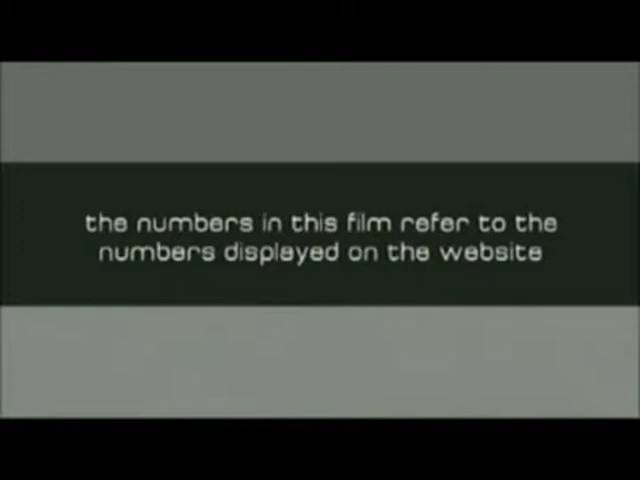 the numbers in this film refer to the
numbers displayed on the website